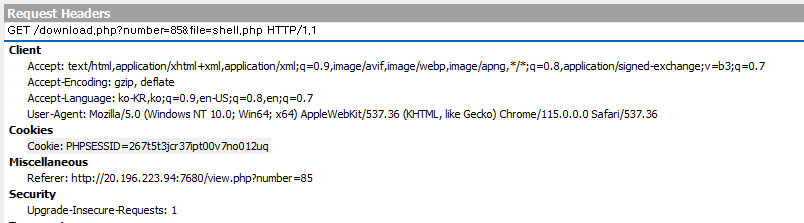 Request Headers
GET /download.php?number=85&file=shell.php HTTP/1.1
Client
Accept: text/html,application/xhtml+xml,application/xml;q=0.9,image/avif,image/webp,image/apng,*/*;q=0.8,application/signed-exchange;v=b3;q=0.7
Accept-Encoding: gzip, deflate
Accept-Language: ko-KR,ko;q=0.9,en-US;q=0.8,en;q=0.7
User-Agent: Mozilla/5.0 (Windows NT 10.0; Win64; x64) AppleWebKit/537.36 (KHTML, like Gecko) Chrome/115.0.0.0 Safari/537.36
Cookies
Cookie: PHPSESSID=267t5t3jcr37ipt00v7no012uq
Miscellaneous
Referer: http://20.196.223.94:7680/view.php?number=85
Security
Upgrade-Insecure-Requests: 1